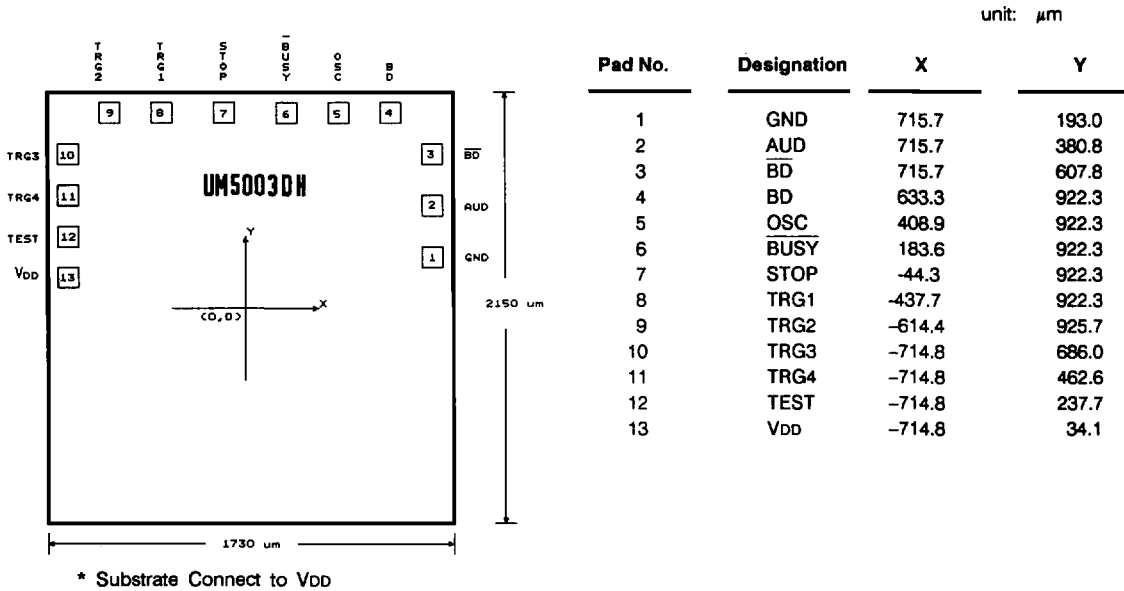 unit: μm
TRG2 TRG1 STOP B̅USY OSC BD
9 8 7 6 5 4
TRG3 10 3 B̅D̅
UM5003DH
TRG4 11 2 AUD
TEST 12 Y
1 GND
VDD 13
X 2150 um
(0,0)
1730 um
* Substrate Connect to VDD
Pad No. Designation X Y
1 GND 715.7 193.0
2 AUD 715.7 380.8
3 B̅D̅ 715.7 607.8
4 BD 633.3 922.3
5 OSC 408.9 922.3
6 B̅U̅S̅Y̅ 183.6 922.3
7 STOP -44.3 922.3
8 TRG1 -437.7 922.3
9 TRG2 -614.4 925.7
10 TRG3 -714.8 686.0
11 TRG4 -714.8 462.6
12 TEST -714.8 237.7
13 VDD -714.8 34.1